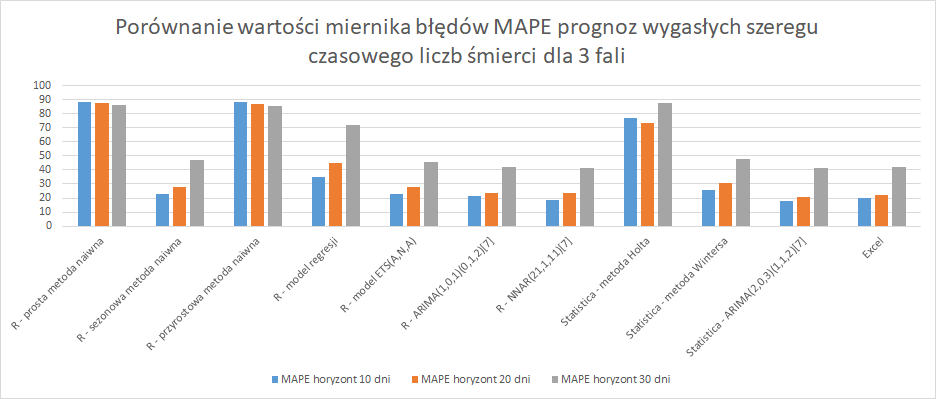 Porównanie wartości miernika błędów MAPE prognoz wygasłych szeregu
czasowego liczb śmierci dla 3 fali
100
90
80
70
60
50
40
30
20
10
0
R - prosta metoda naiwna
R - sezonowa metoda naiwna
R - przyrostowa metoda naiwna
R - model regresji
R - model ETS(A,N,A)
R - ARIMA(1,0,1)(0,1,2)[7]
R - NNAR(21,1,11)[7]
Statistica - metoda Holta
Statistica - metoda Wintersa
Statistica - ARIMA(2,0,3)(1,1,2)[7]
Excel
MAPE horyzont 10 dni
MAPE horyzont 20 dni
MAPE horyzont 30 dni